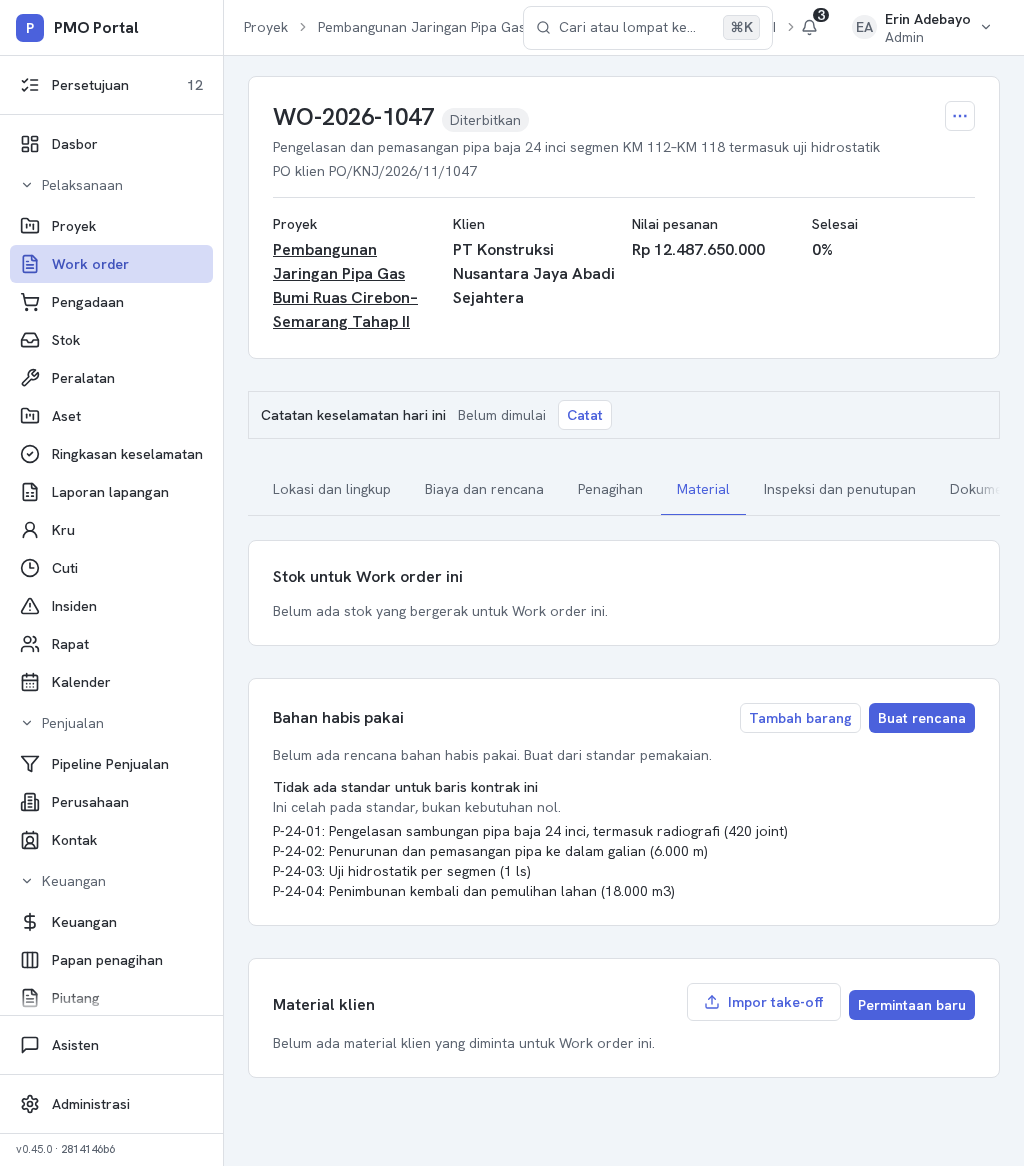 P PMO Portal
Persetujuan 12
Dasbor
Pelaksanaan
Proyek
Work order
Pengadaan
Stok
Peralatan
Aset
Ringkasan keselamatan
Laporan lapangan
Kru
Cuti
Insiden
Rapat
Kalender
Penjualan
Pipeline Penjualan
Perusahaan
Kontak
Keuangan
Keuangan
Papan penagihan
Piutang
Asisten
Administrasi
v0.45.0 · 2814146b6
Proyek Pembangunan Jaringan Pipa Gas
Cari atau lompat ke... ⌘K
3
EA Erin Adebayo
Admin
WO-2026-1047 Diterbitkan
Pengelasan dan pemasangan pipa baja 24 inci segmen KM 112–KM 118 termasuk uji hidrostatik
PO klien PO/KNJ/2026/11/1047
Proyek Klien Nilai pesanan Selesai
Pembangunan PT Konstruksi Rp 12.487.650.000 0%
Jaringan Pipa Gas Nusantara Jaya Abadi
Bumi Ruas Cirebon– Sejahtera
Semarang Tahap II
Catatan keselamatan hari ini Belum dimulai Catat
Lokasi dan lingkup Biaya dan rencana Penagihan Material Inspeksi dan penutupan
Stok untuk Work order ini
Belum ada stok yang bergerak untuk Work order ini.
Bahan habis pakai Tambah barang Buat rencana
Belum ada rencana bahan habis pakai. Buat dari standar pemakaian.
Tidak ada standar untuk baris kontrak ini
Ini celah pada standar, bukan kebutuhan nol.
P-24-01: Pengelasan sambungan pipa baja 24 inci, termasuk radiografi (420 joint)
P-24-02: Penurunan dan pemasangan pipa ke dalam galian (6.000 m)
P-24-03: Uji hidrostatik per segmen (1 ls)
P-24-04: Penimbunan kembali dan pemulihan lahan (18.000 m3)
Material klien Impor take-off Permintaan baru
Belum ada material klien yang diminta untuk Work order ini.